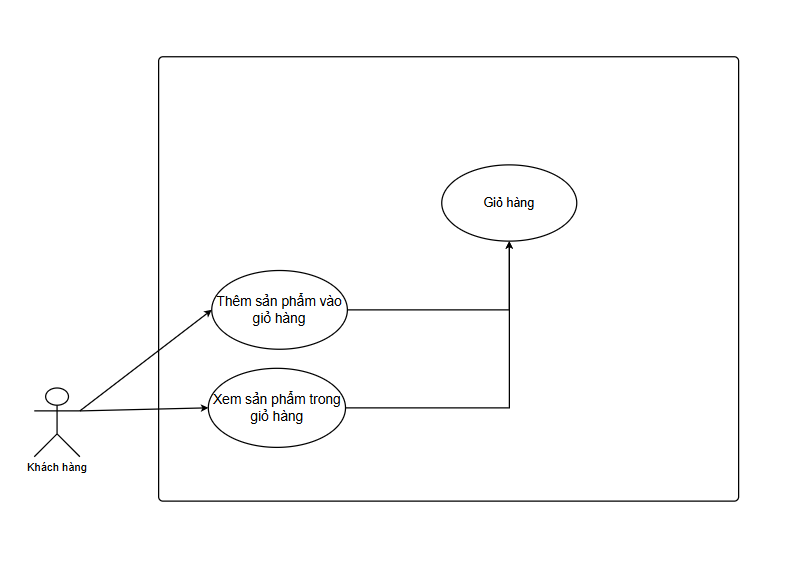 Giỏ hàng
Thêm sản phẩm vào
giỏ hàng
Xem sản phẩm trong
giỏ hàng
Khách hàng